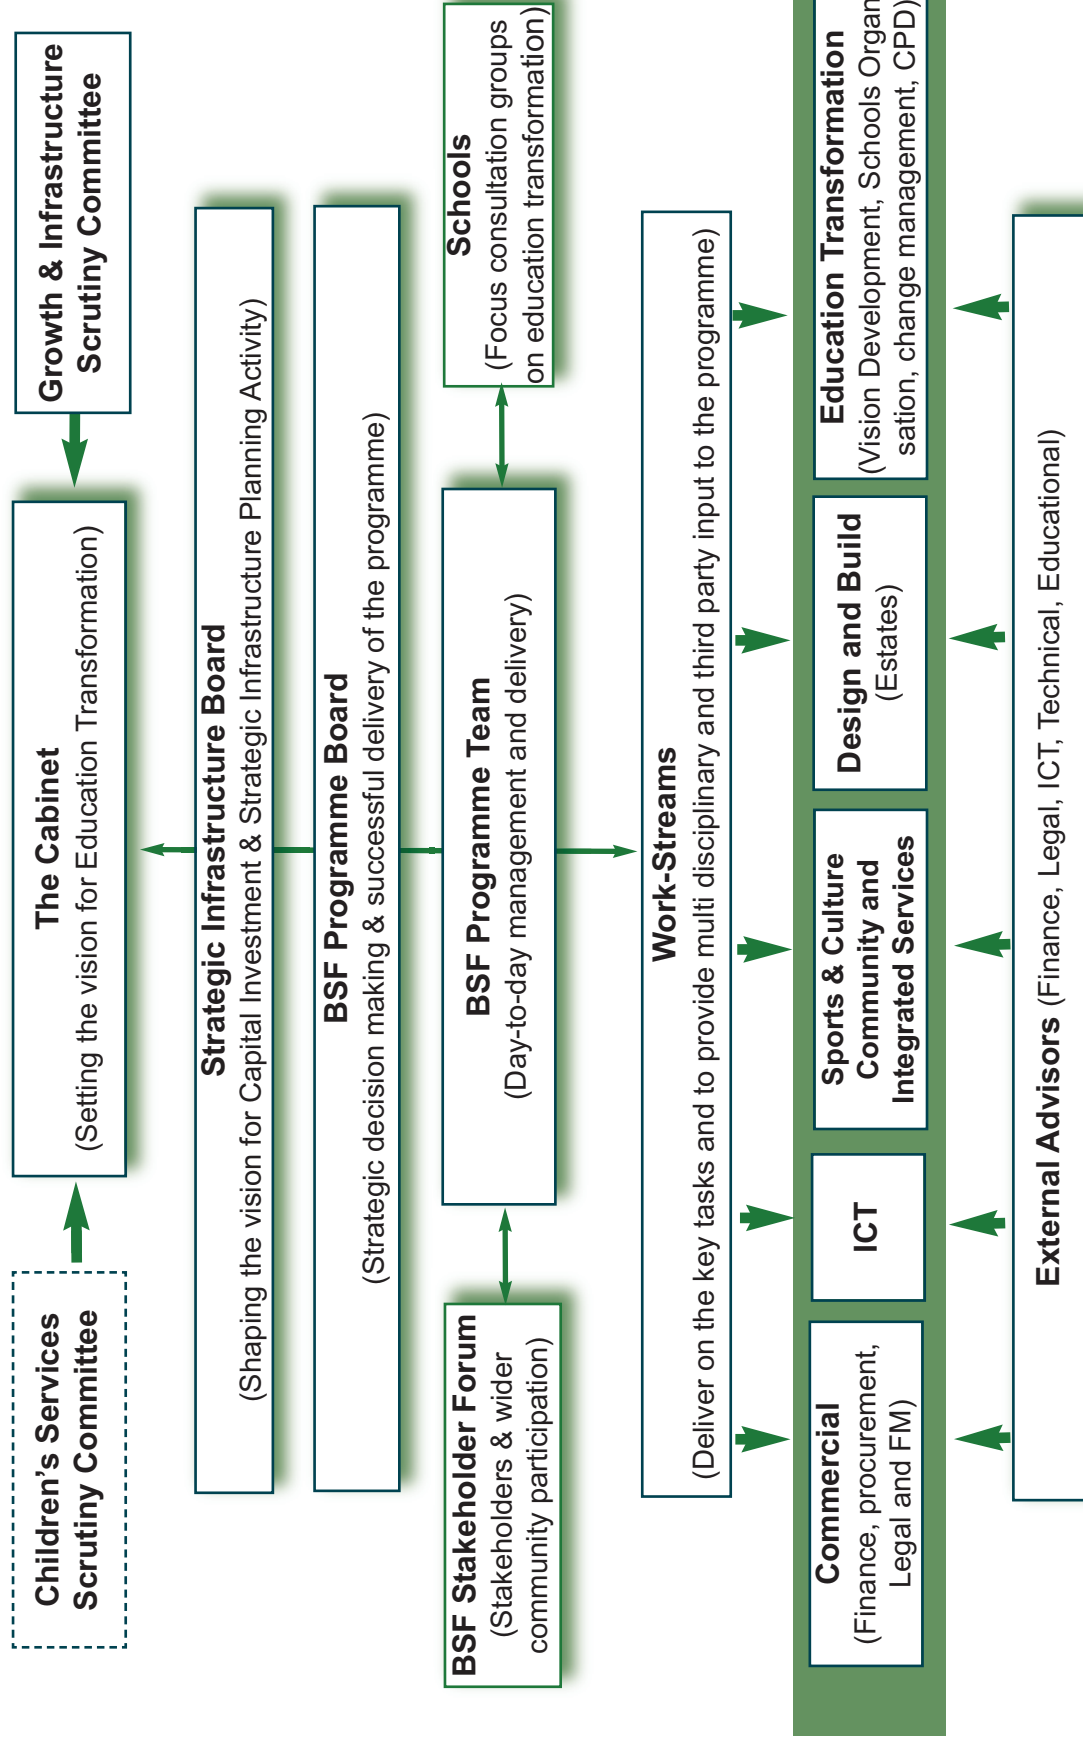 Children's Services
Scrutiny Committee
The Cabinet
(Setting the vision for Education Transformation)
Growth & Infrastructure
Scrutiny Committee
Strategic Infrastructure Board
(Shaping the vision for Capital Investment & Strategic Infrastructure Planning Activity)
BSF Programme Board
(Strategic decision making & successful delivery of the programme)
BSF Stakeholder Forum
(Stakeholders & wider
community participation)
BSF Programme Team
(Day-to-day management and delivery)
Schools
(Focus consultation groups
on education transformation)
Work-Streams
(Deliver on the key tasks and to provide multi disciplinary and third party input to the programme)
Commercial
(Finance, procurement,
Legal and FM)
ICT
Sports & Culture
Community and
Integrated Services
Design and Build
(Estates)
Education Transformation
(Vision Development, Schools Organ
sation, change management, CPD)
External Advisors (Finance, Legal, ICT, Technical, Educational)